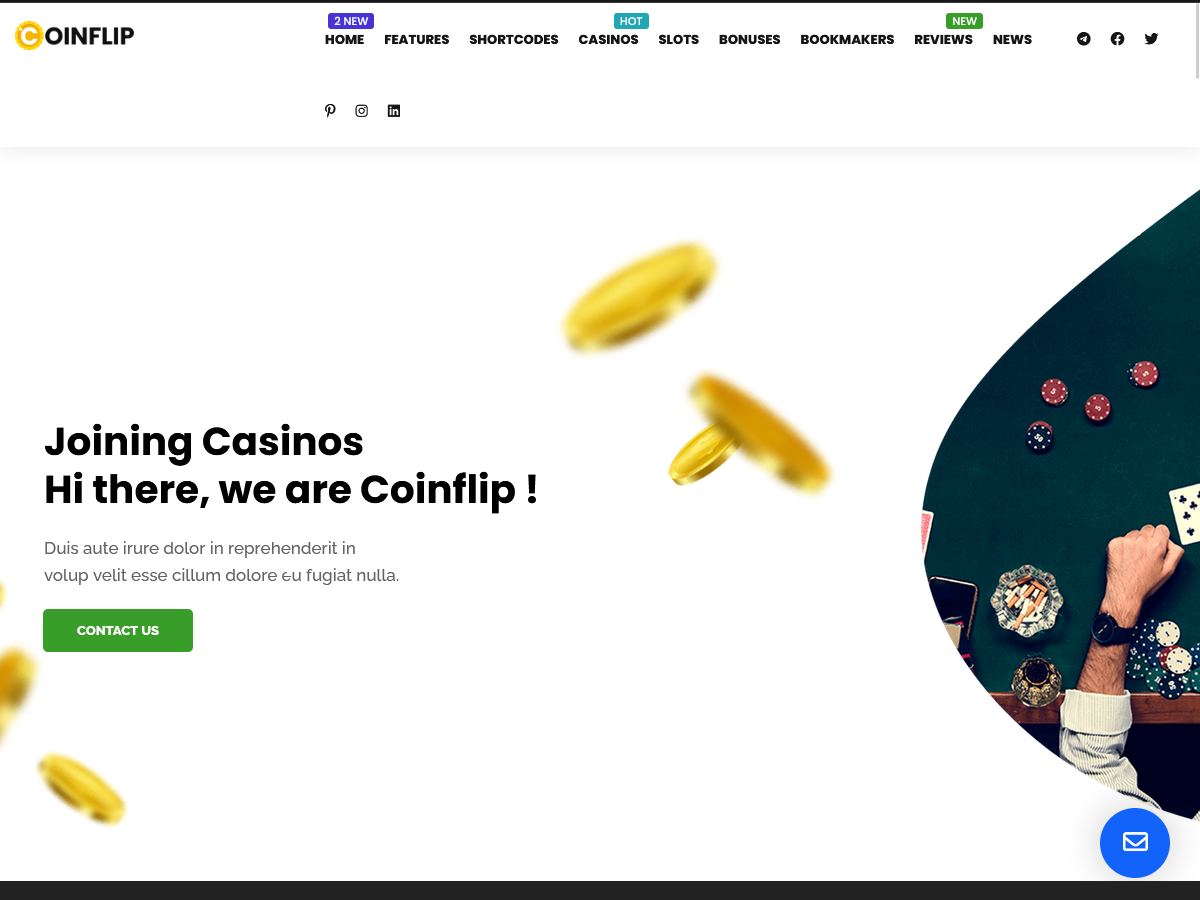 COINFLIP
2 NEW
HOT
NEW
HOME FEATURES SHORTCODES CASINOS SLOTS BONUSES BOOKMAKERS REVIEWS NEWS
Joining Casinos
Hi there, we are Coinflip !
Duis aute irure dolor in reprehenderit in
volup velit esse cillum dolore eu fugiat nulla.
CONTACT US